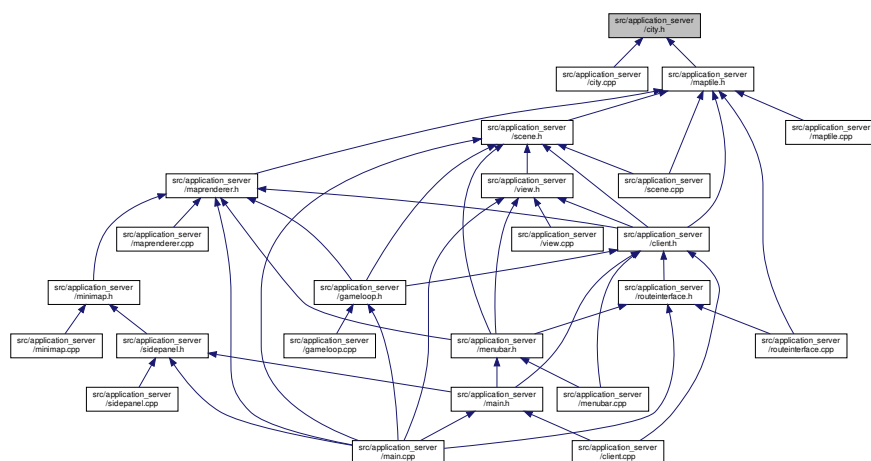 src/application_server
/city.h
src/application_server
/city.cpp
src/application_server
/maptile.h
src/application_server
/scene.h
src/application_server
/maptile.cpp
src/application_server
/maprenderer.h
src/application_server
/view.h
src/application_server
/scene.cpp
src/application_server
/maprenderer.cpp
src/application_server
/view.cpp
src/application_server
/client.h
src/application_server
/minimap.h
src/application_server
/gameloop.h
src/application_server
/routeinterface.h
src/application_server
/minimap.cpp
src/application_server
/sidepanel.h
src/application_server
/gameloop.cpp
src/application_server
/menubar.h
src/application_server
/routeinterface.cpp
src/application_server
/sidepanel.cpp
src/application_server
/main.h
src/application_server
/menubar.cpp
src/application_server
/main.cpp
src/application_server
/client.cpp